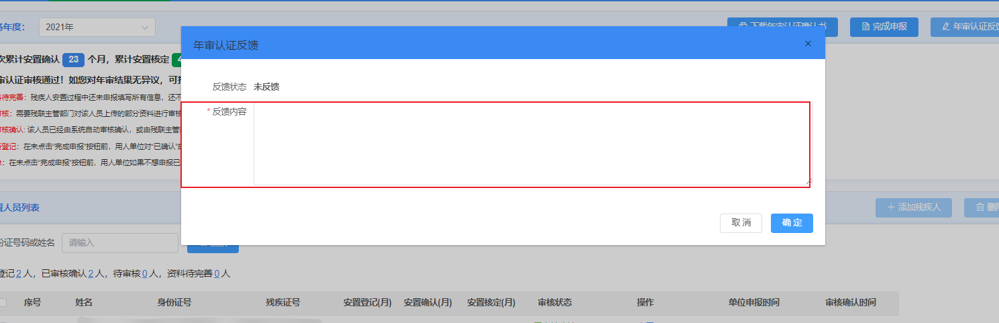 务年度： 2021年 下载年审认证确认书 完成申报 年审认证反馈
年审认证反馈
次累计安置确认 23 个月，累计安置核定
反馈状态 未反馈
审认证审核通过！如您对年审结果无异议，可
料待完善：残疾人安置过程中还未申报填写所有信息，还不
*反馈内容
审核：需要残联主管部门对该人员上传的部分资料进行审核
审核确认: 该人员已经由系统自动审核确认，或由残联主管
登记：在未点击“完成申报”按钮前，用人单位对“已确认”的
：在未点击“完成申报”按钮前，用人单位如果不想申报已
置人员列表 添加残疾人 删
取 消 确 定
份证号码或姓名 请输入
登记2人，已审核确认2人，待审核0人，资料待完善0人
序号 姓名 身份证号 残疾证号 安置登记(月) 安置确认(月) 安置核定(月) 审核状态 操作 单位申报时间 审核确认时间